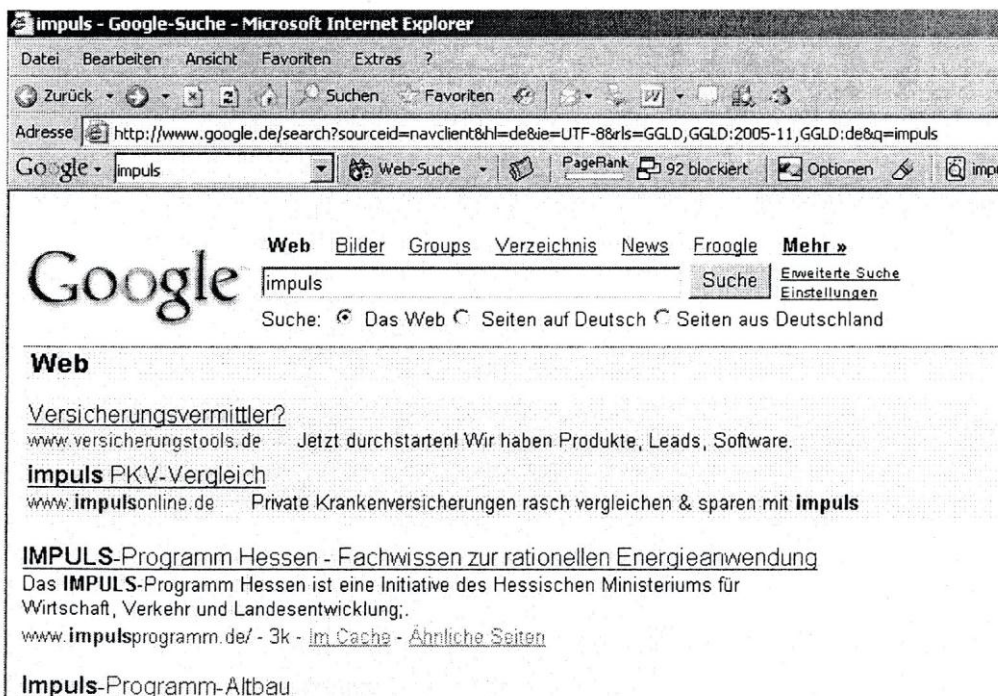 impuls - Google-Suche - Microsoft Internet Explorer
Datei Bearbeiten Ansicht Favoriten Extras ?
Zurück Suchen Favoriten
Adresse http://www.google.de/search?sourceid=navclient&hl=de&ie=UTF-8&rls=GGLD,GGLD:2005-11,GGLD:de&q=impuls
Google impuls Web-Suche PageRank 92 blockiert Optionen
Web Bilder Groups Verzeichnis News Froogle Mehr »
Google impuls Suche Erweiterte Suche
Einstellungen
Suche: Das Web Seiten auf Deutsch Seiten aus Deutschland
Web
Versicherungsvermittler?
www.versicherungstools.de Jetzt durchstarten! Wir haben Produkte, Leads, Software.
impuls PKV-Vergleich
www.impulsonline.de Private Krankenversicherungen rasch vergleichen & sparen mit impuls
IMPULS-Programm Hessen - Fachwissen zur rationellen Energieanwendung
Das IMPULS-Programm Hessen ist eine Initiative des Hessischen Ministeriums für
Wirtschaft, Verkehr und Landesentwicklung;.
www.impulsprogramm.de/ - 3k - Im Cache - Ähnliche Seiten
Impuls-Programm-Altbau